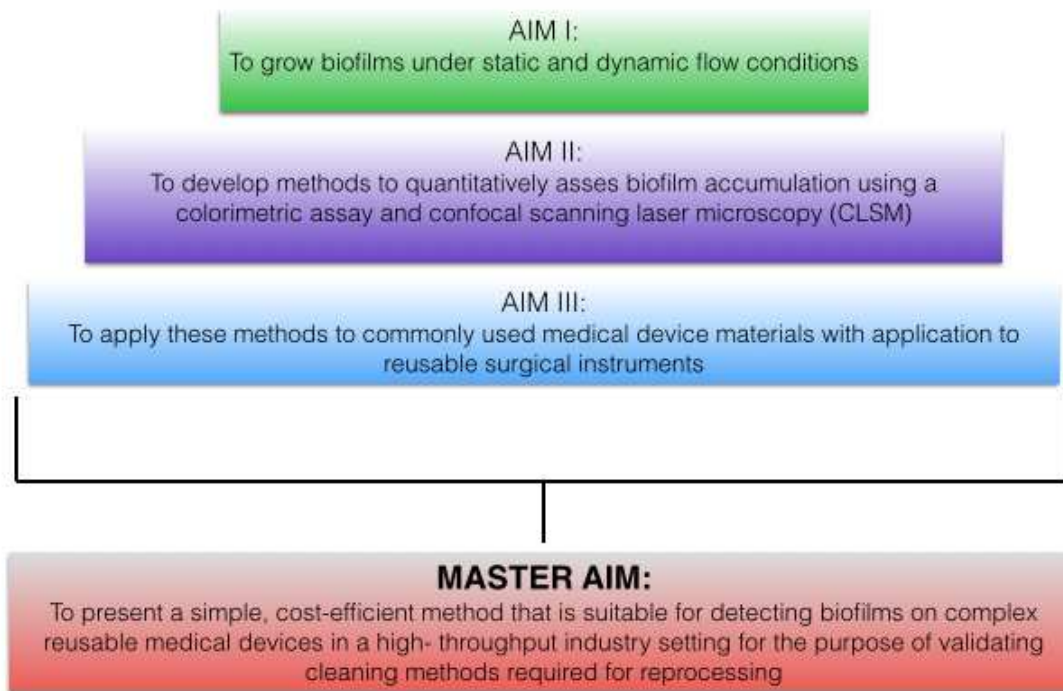 AIM I:
To grow biofilms under static and dynamic flow conditions
AIM II:
To develop methods to quantitatively asses biofilm accumulation using a
colorimetric assay and confocal scanning laser microscopy (CLSM)
AIM III:
To apply these methods to commonly used medical device materials with application to
reusable surgical instruments
MASTER AIM:
To present a simple, cost-efficient method that is suitable for detecting biofilms on complex
reusable medical devices in a high- throughput industry setting for the purpose of validating
cleaning methods required for reprocessing